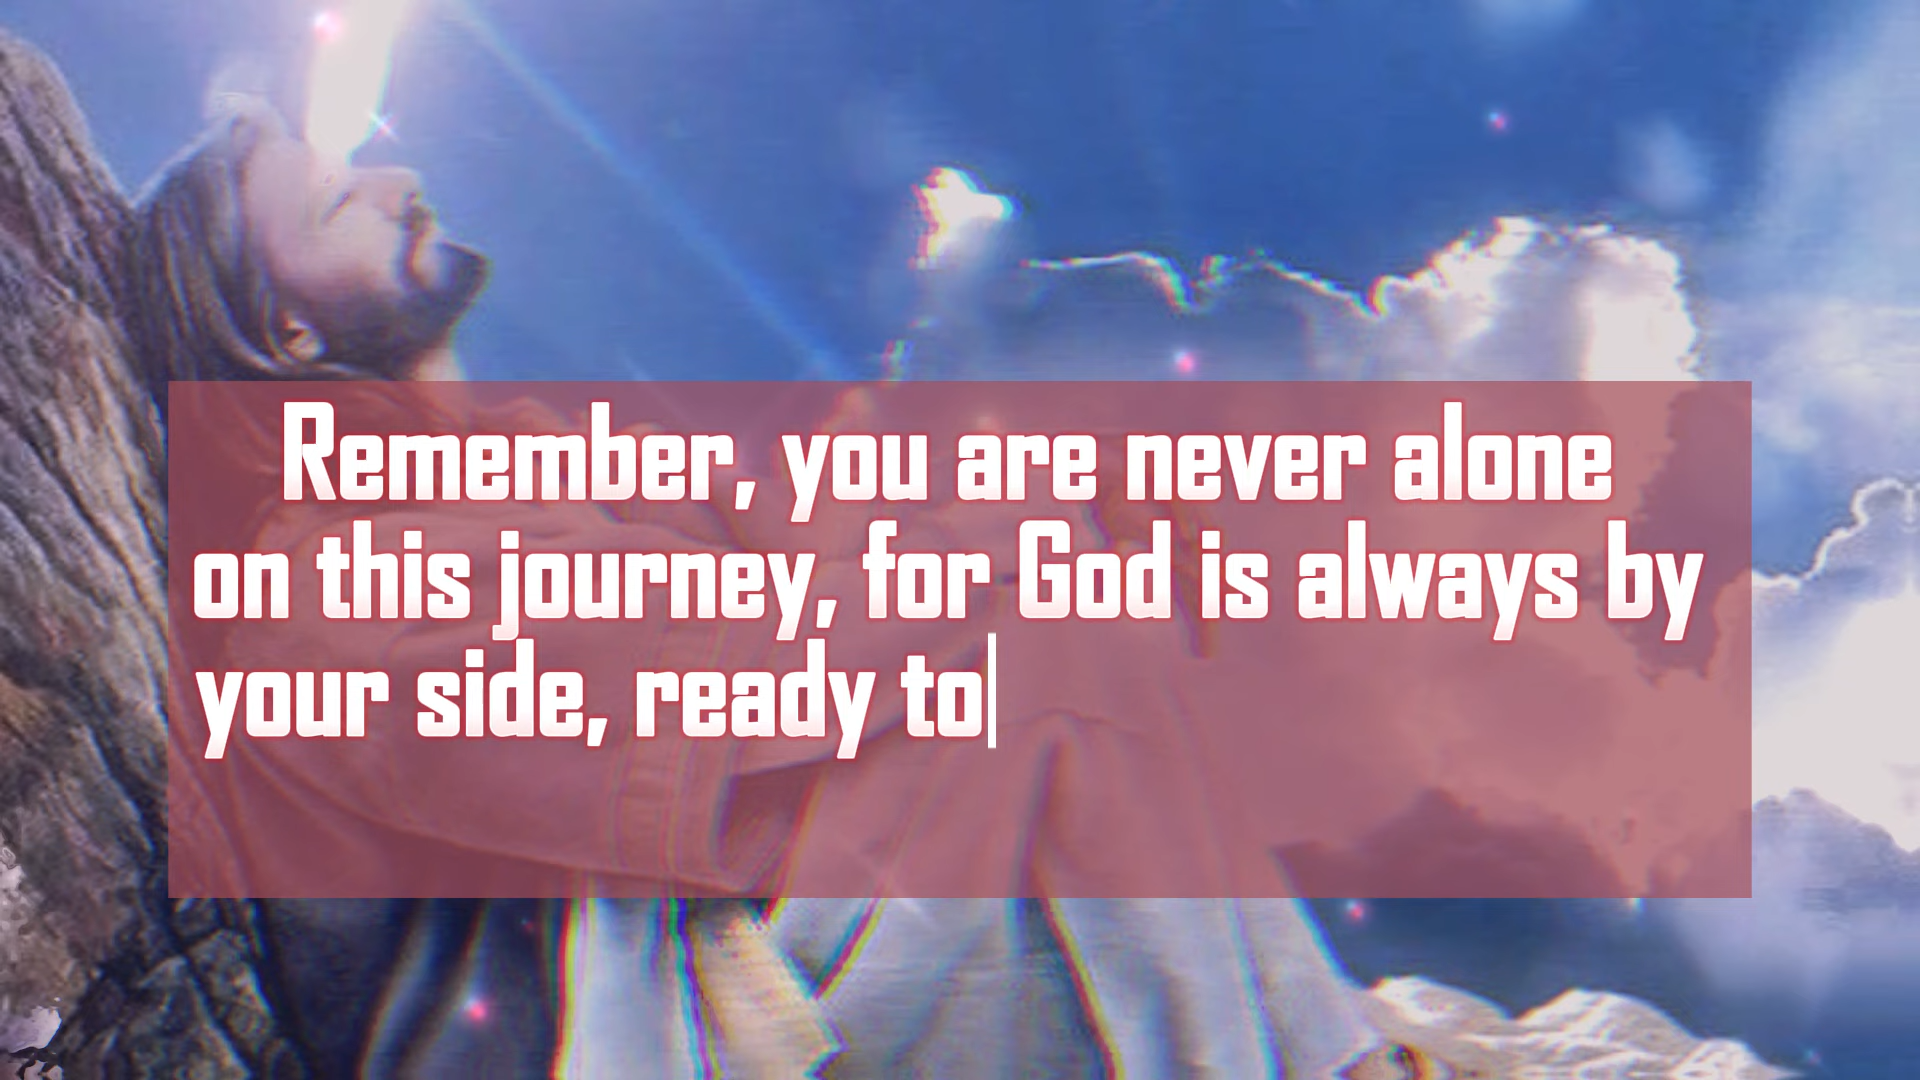 Remember, you are never alone
on this journey, for God is always by
your side, ready to